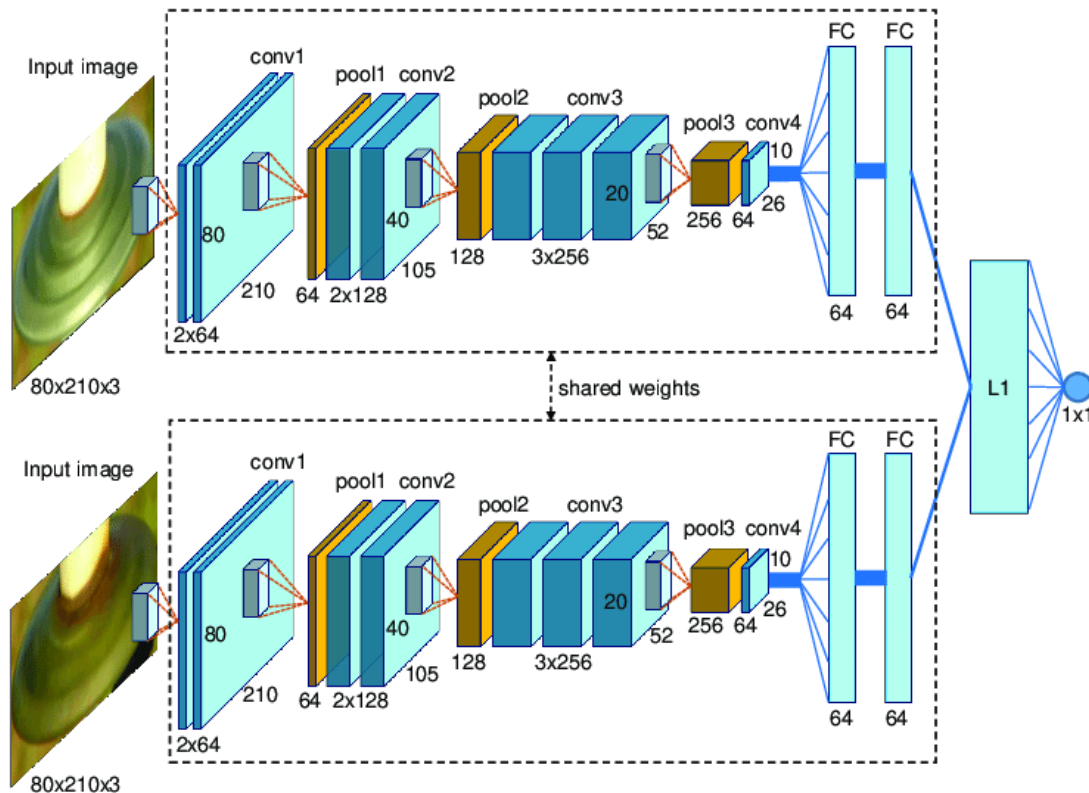 FC FC
conv1
Input image
pool1 conv2
pool2 conv3
pool3 conv4
10
80
40
20
26
256 64
52
105
128 3x256
210
64 2x128
64 64
2x64
80x210x3
shared weights
L1
1x1
FC FC
conv1
Input image
pool1 conv2
pool2 conv3
pool3 conv4
10
80
40
20
26
256 64
52
105
128 3x256
210
64 2x128
64 64
2x64
80x210x3